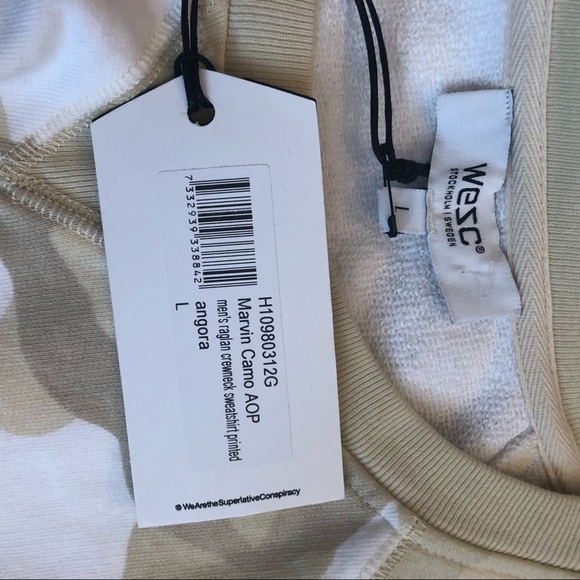 H10980312G
Marvin Camo AOP
men's raglan crewneck sweatshirt printed
angora
L
7 332939 338842
®WeAretheSuperlativeConspiracy
L
wesc®
STOCKHOLM | SWEDEN